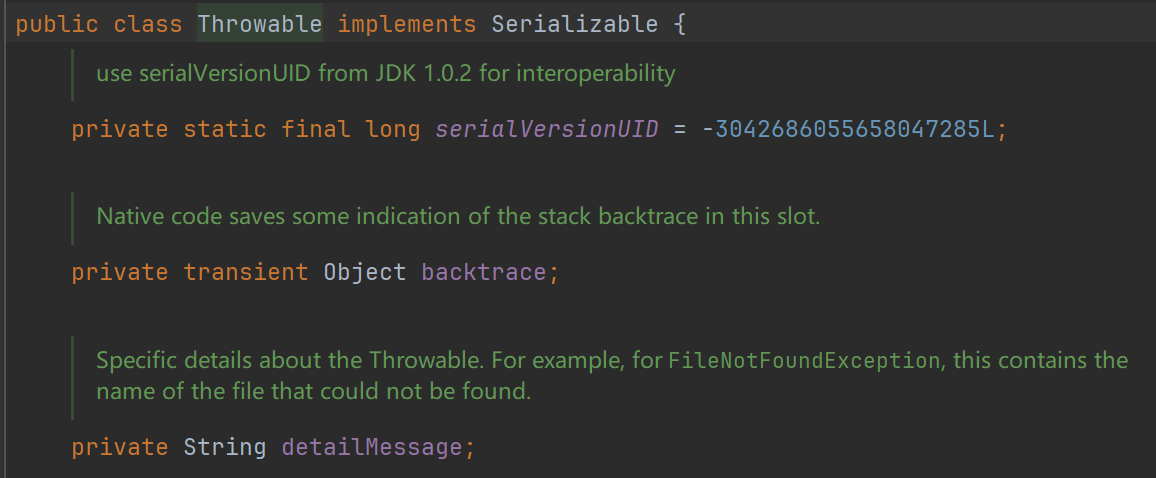 public class Throwable implements Serializable {
use serialVersionUID from JDK 1.0.2 for interoperability
private static final long serialVersionUID = -3042686055658047285L;
Native code saves some indication of the stack backtrace in this slot.
private transient Object backtrace;
Specific details about the Throwable. For example, for FileNotFoundException, this contains the
name of the file that could not be found.
private String detailMessage;